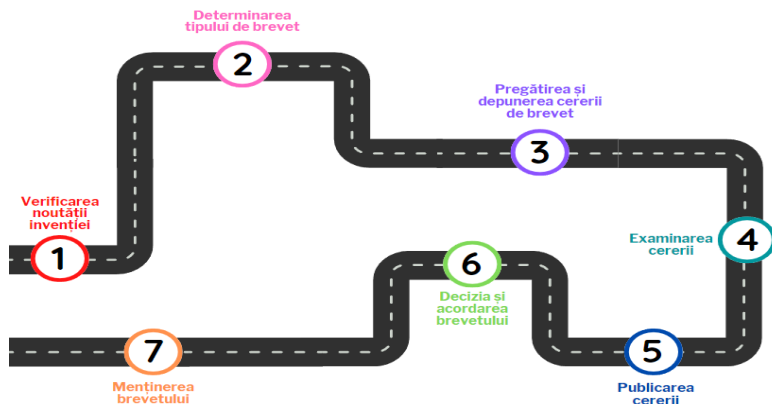 Verificarea
noutății
invenției
1
Determinarea
tipului de brevet
2
Pregătirea și
depunerea cererii
de brevet
3
Examinarea
cererii
4
5
Publicarea
cererii
6
Decizia și
acordarea
brevetului
7
Menținerea
brevetului